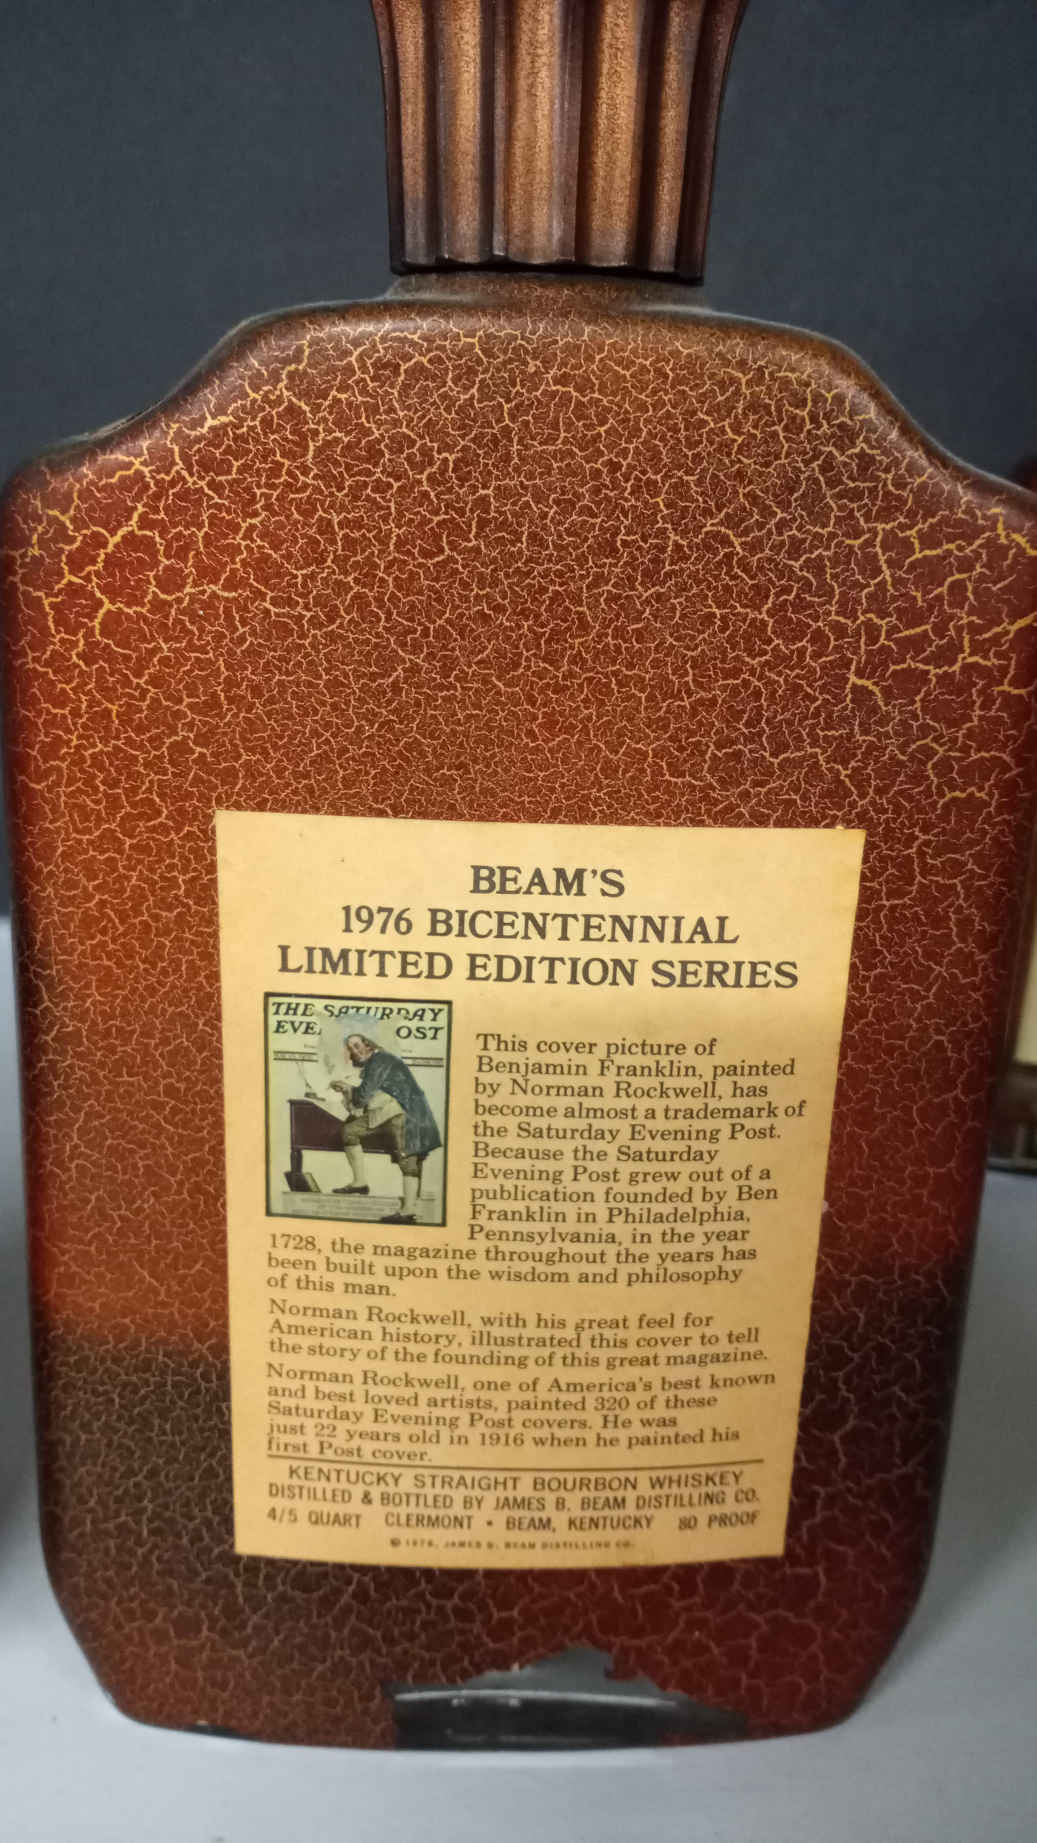 BEAM'S
1976 BICENTENNIAL
LIMITED EDITION SERIES
THE SATURDAY
EVE OST
This cover picture of
Benjamin Franklin, painted
by Norman Rockwell, has
become almost a trademark of
the Saturday Evening Post.
Because the Saturday
Evening Post grew out of a
publication founded by Ben
Franklin in Philadelphia,
Pennsylvania, in the year
1728, the magazine throughout the years has
been built upon the wisdom and philosophy
of this man.
Norman Rockwell, with his great feel for
American history, illustrated this cover to tell
the story of the founding of this great magazine.
Norman Rockwell, one of America's best known
and best loved artists, painted 320 of these
Saturday Evening Post covers. He was
just 22 years old in 1916 when he painted his
first Post cover.
KENTUCKY STRAIGHT BOURBON WHISKEY
DISTILLED & BOTTLED BY JAMES B. BEAM DISTILLING CO.
4/5 QUART CLERMONT • BEAM, KENTUCKY 80 PROOF
JAMES B. BEAM DISTILLING CO.